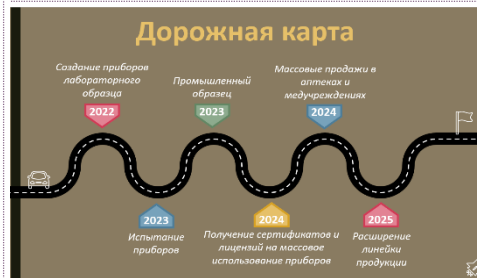 Дорожная карта
Создание приборов
лабораторного
образца
2022
Промышленный
образец
2023
Массовые продажи в
аптеках и
медучреждениях
2024
2023
Испытание
приборов
2024
Получение сертификатов и
лицензий на массовое
использование приборов
2025
Расширение
линейки
продукции